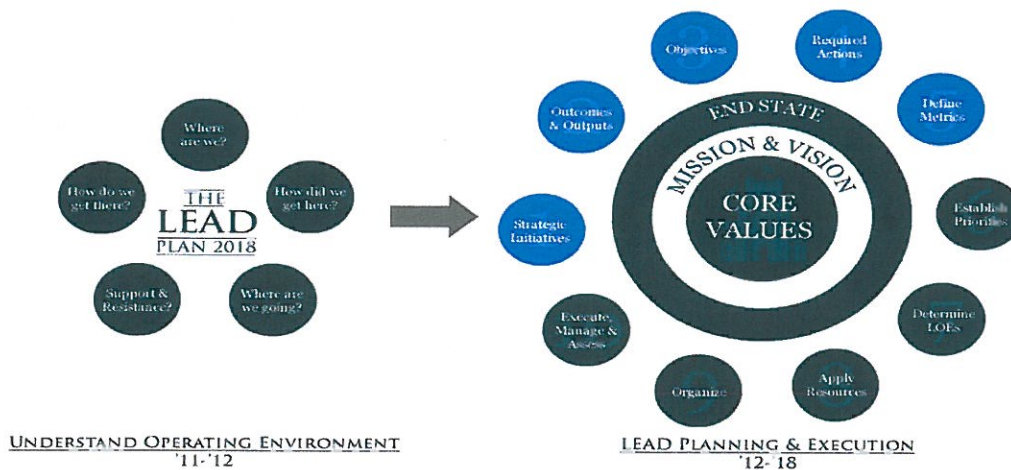 Where
are we?
How did we
get here?
Where are
we going?
Support &
Resistance?
How do we
get there?
THE
LEAD
PLAN 2018
UNDERSTAND OPERATING ENVIRONMENT
'11-'12
Strategic
Initiatives
Outcomes
& Outputs
3
Objectives
Required
Actions
Define
Metrics
Establish
Priorities
Determine
LOEs
Apply
Resources
Organize
Execute,
Manage &
Assess
END STATE
MISSION & VISION
CORE
VALUES
LEAD PLANNING & EXECUTION
'12-'18